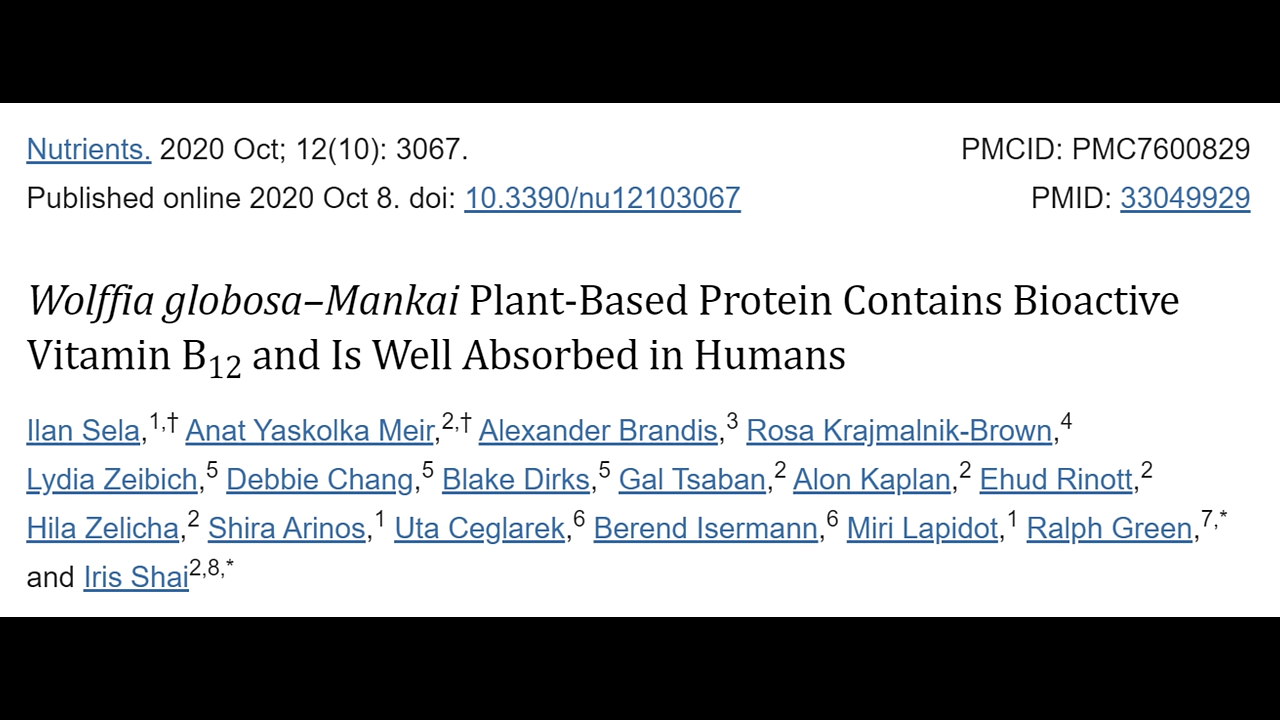 Nutrients. 2020 Oct; 12(10): 3067.
PMCID: PMC7600829
Published online 2020 Oct 8. doi: 10.3390/nu12103067
PMID: 33049929
Wolffia globosa–Mankai Plant-Based Protein Contains Bioactive
Vitamin B12 and Is Well Absorbed in Humans
Ilan Sela,1,† Anat Yaskolka Meir,2,† Alexander Brandis,3 Rosa Krajmalnik-Brown,4
Lydia Zeibich,5 Debbie Chang,5 Blake Dirks,5 Gal Tsaban,2 Alon Kaplan,2 Ehud Rinott,2
Hila Zelicha,2 Shira Arinos,1 Uta Ceglarek,6 Berend Isermann,6 Miri Lapidot,1 Ralph Green,7,*
and Iris Shai2,8,*